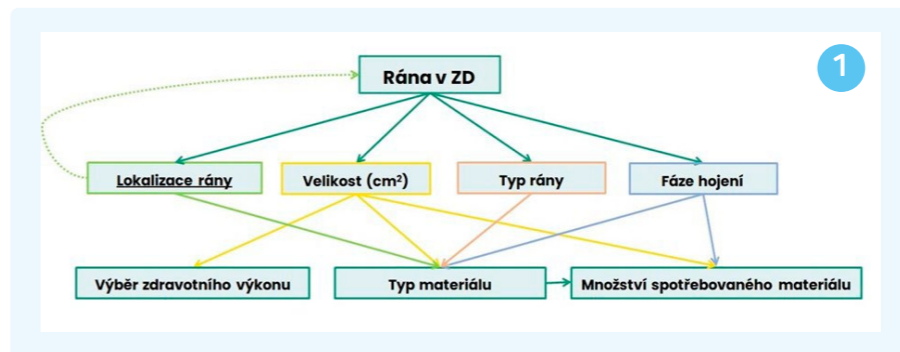 Rána v ZD
1
Lokalizace rány
Velikost (cm²)
Typ rány
Fáze hojení
Výběr zdravotního výkonu
Typ materiálu
Množství spotřebovaného materiálu